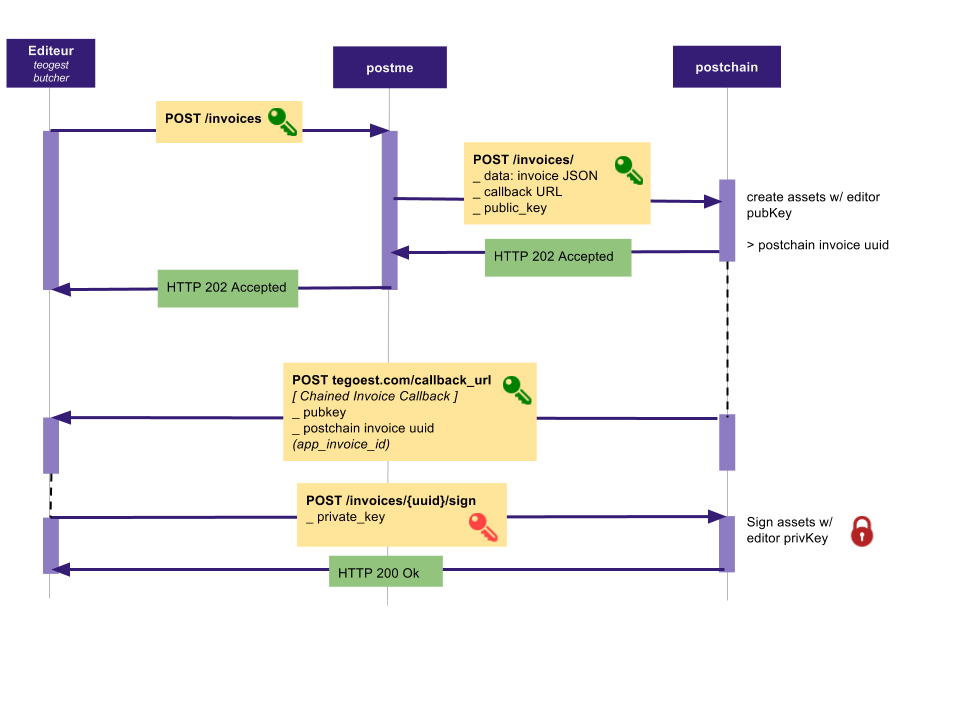 Editeur
teogest
butcher
postme
postchain
POST /invoices
POST /invoices/
_ data: invoice JSON
_ callback URL
_ public_key
create assets w/ editor
pubKey
> postchain invoice uuid
HTTP 202 Accepted
HTTP 202 Accepted
POST tegoest.com/callback_url
[ Chained Invoice Callback ]
_ pubkey
_ postchain invoice uuid
(app_invoice_id)
POST /invoices/{uuid}/sign
_ private_key
Sign assets w/
editor privKey
HTTP 200 Ok